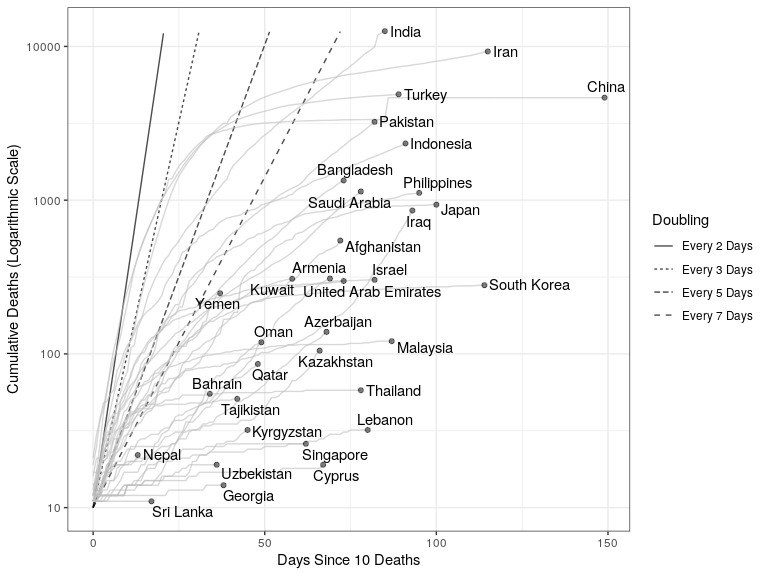 10000
1000
100
10
Cumulative Deaths (Logarithmic Scale)
India
Iran
China
Turkey
Pakistan
Indonesia
Bangladesh
Philippines
Saudi Arabia
Japan
Iraq
Afghanistan
Armenia
Israel
Kuwait
United Arab Emirates
South Korea
Yemen
Azerbaijan
Oman
Malaysia
Kazakhstan
Qatar
Bahrain
Thailand
Tajikistan
Lebanon
Kyrgyzstan
Nepal
Singapore
Uzbekistan
Cyprus
Georgia
Sri Lanka
0
50
100
150
Days Since 10 Deaths
Doubling
Every 2 Days
Every 3 Days
Every 5 Days
Every 7 Days